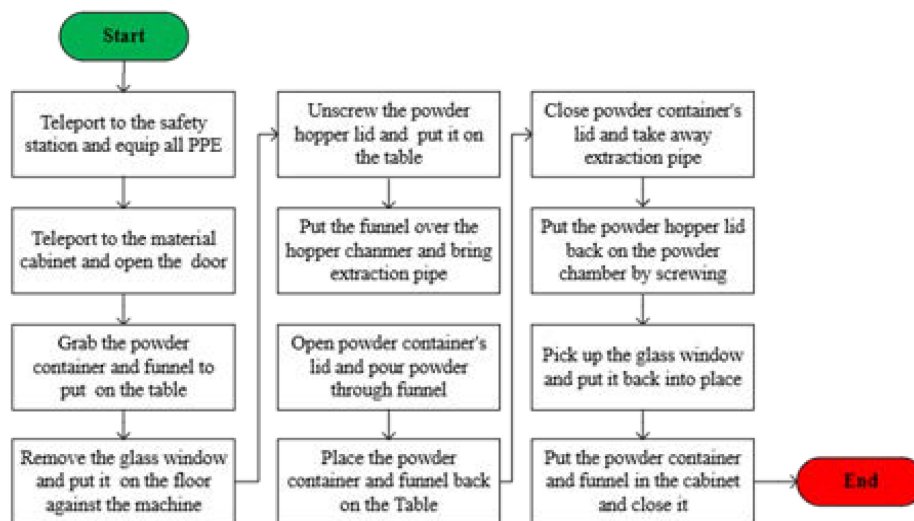 Start
Teleport to the safety
station and equip all PPE
Teleport to the material
cabinet and open the door
Grab the powder
container and funnel to
put on the table
Remove the glass window
and put it on the floor
against the machine
Unscrew the powder
hopper lid and put it on
the table
Put the funnel over the
hopper chanmer and bring
extraction pipe
Open powder container's
lid and pour powder
through funnel
Place the powder
container and funnel back
on the Table
Close powder container's
lid and take away
extraction pipe
Put the powder hopper lid
back on the powder
chamber by screwing
Pick up the glass window
and put it back into place
Put the powder container
and funnel in the cabinet
and close it
End